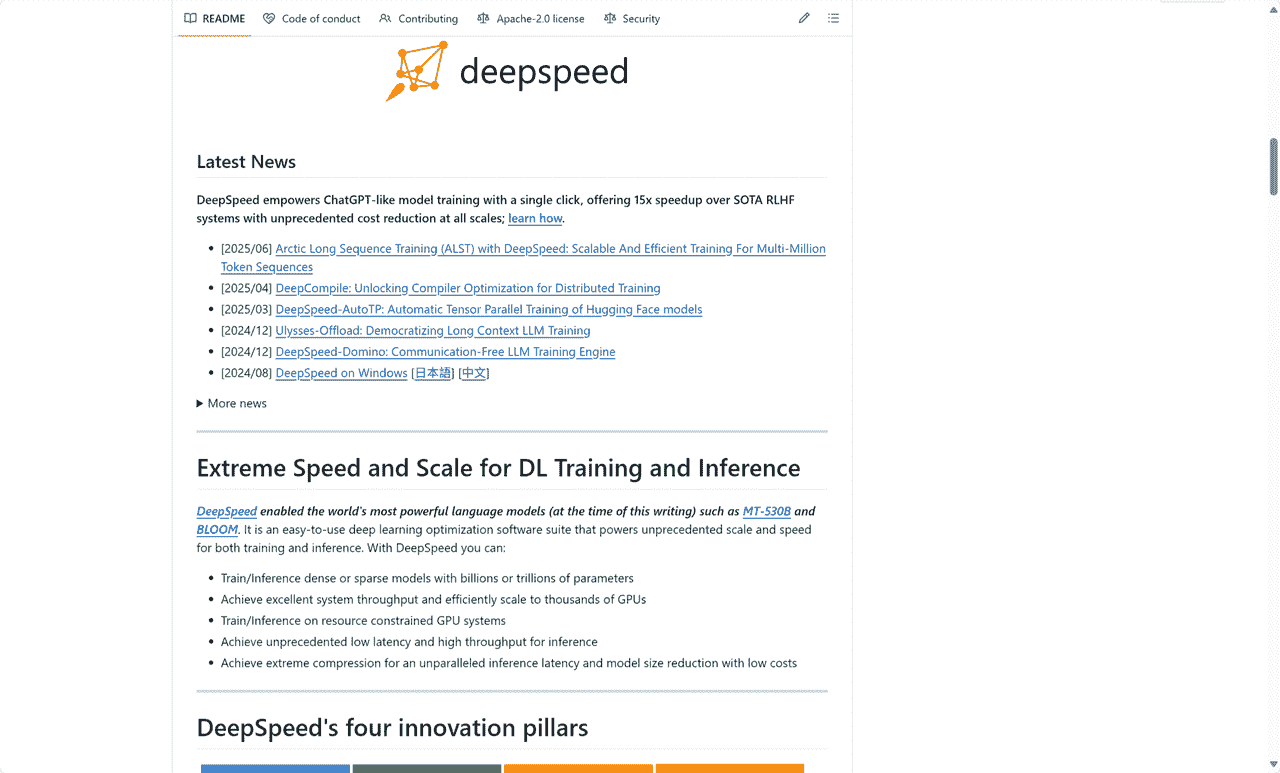 README Code of conduct Contributing Apache-2.0 license Security
deepspeed
Latest News
DeepSpeed empowers ChatGPT-like model training with a single click, offering 15x speedup over SOTA RLHF
systems with unprecedented cost reduction at all scales; learn how.
[2025/06] Arctic Long Sequence Training (ALST) with DeepSpeed: Scalable And Efficient Training For Multi-Million
Token Sequences
[2025/04] DeepCompile: Unlocking Compiler Optimization for Distributed Training
[2025/03] DeepSpeed-AutoTP: Automatic Tensor Parallel Training of Hugging Face models
[2024/12] Ulysses-Offload: Democratizing Long Context LLM Training
[2024/12] DeepSpeed-Domino: Communication-Free LLM Training Engine
[2024/08] DeepSpeed on Windows [日本語] [中文]
More news
Extreme Speed and Scale for DL Training and Inference
DeepSpeed enabled the world's most powerful language models (at the time of this writing) such as MT-530B and
BLOOM. It is an easy-to-use deep learning optimization software suite that powers unprecedented scale and speed
for both training and inference. With DeepSpeed you can:
Train/Inference dense or sparse models with billions or trillions of parameters
Achieve excellent system throughput and efficiently scale to thousands of GPUs
Train/Inference on resource constrained GPU systems
Achieve unprecedented low latency and high throughput for inference
Achieve extreme compression for an unparalleled inference latency and model size reduction with low costs
DeepSpeed's four innovation pillars